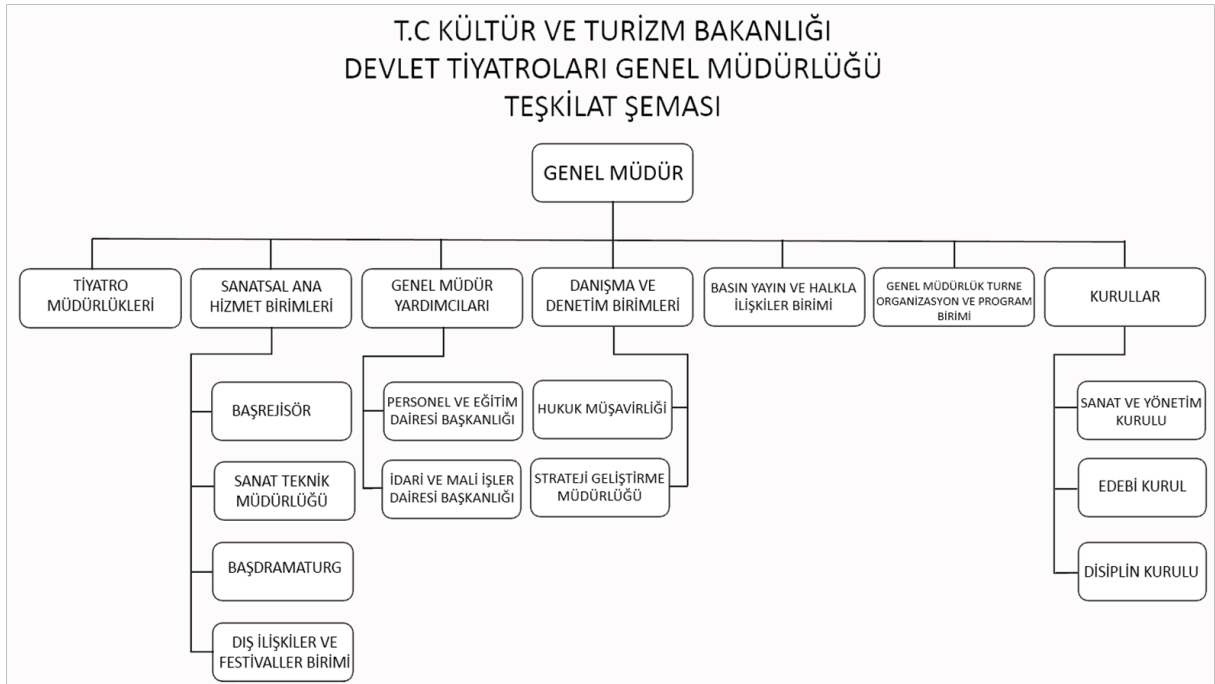 T.C KÜLTÜR VE TURİZM BAKANLIĞI
DEVLET TİYATROLARI GENEL MÜDÜRLÜĞÜ
TEŞKİLAT ŞEMASI
GENEL MÜDÜR
TİYATRO
MÜDÜRLÜKLERİ
SANATSAL ANA
HİZMET BİRİMLERİ
GENEL MÜDÜR
YARDIMCILARI
DANIŞMA VE
DENETİM BİRİMLERİ
BASIN YAYIN VE HALKLA
İLİŞKİLER BİRİMİ
GENEL MÜDÜRLÜK TURNE
ORGANİZASYON VE PROGRAM
BİRİMİ
KURULLAR
BAŞREJİSÖR
SANAT TEKNİK
MÜDÜRLÜĞÜ
BAŞDRAMATURG
DIŞ İLİŞKİLER VE
FESTİVALLER BİRİMİ
PERSONEL VE EĞİTİM
DAİRESİ BAŞKANLIĞI
İDARİ VE MALİ İŞLER
DAİRESİ BAŞKANLIĞI
HUKUK MÜŞAVİRLİĞİ
STRATEJİ GELİŞTİRME
MÜDÜRLÜĞÜ
SANAT VE YÖNETİM
KURULU
EDEBİ KURUL
DİSİPLİN KURULU